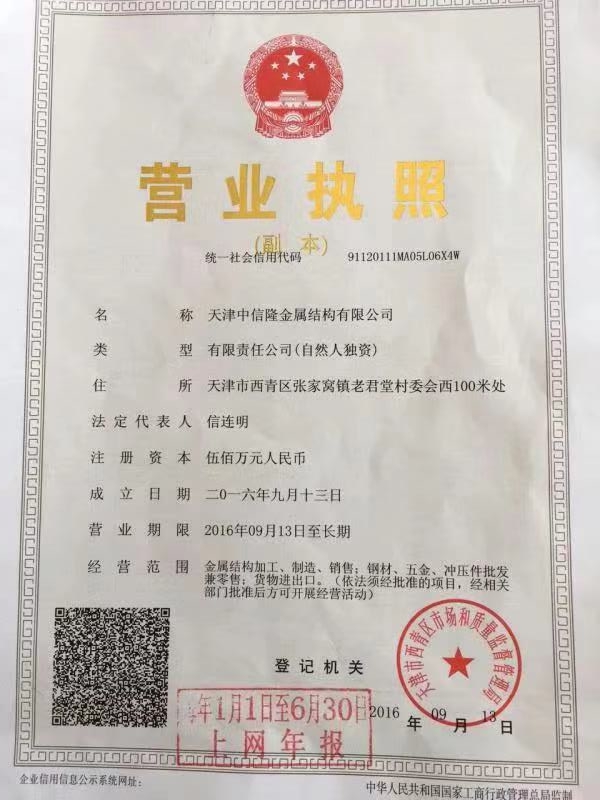 营业执照
(副本)
统一社会信用代码 91120111MA05L06X4W
名称 天津中信隆金属结构有限公司
类型 有限责任公司(自然人独资)
住所 天津市西青区张家窝镇老君堂村委会西100米处
法定代表人 信连明
注册资本 伍佰万元人民币
成立日期 二〇一六年九月十三日
营业期限 2016年09月13日至长期
经营范围 金属结构加工、制造、销售;钢材、五金、冲压件批发
兼零售;货物进出口。(依法须经批准的项目,经相关
部门批准后方可开展经营活动)
登记机关
天津市西青区市场和质量监督管理局
年1月1日至6月30日
上网年报
2016年09月13日
企业信用信息公示系统网址:
中华人民共和国国家工商行政管理总局监制